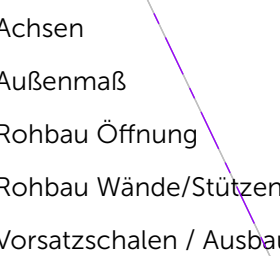 Achsen
Außenmaß
Rohbau Öffnung
Rohbau Wände/Stützen
Vorsatzschalen / Ausbau